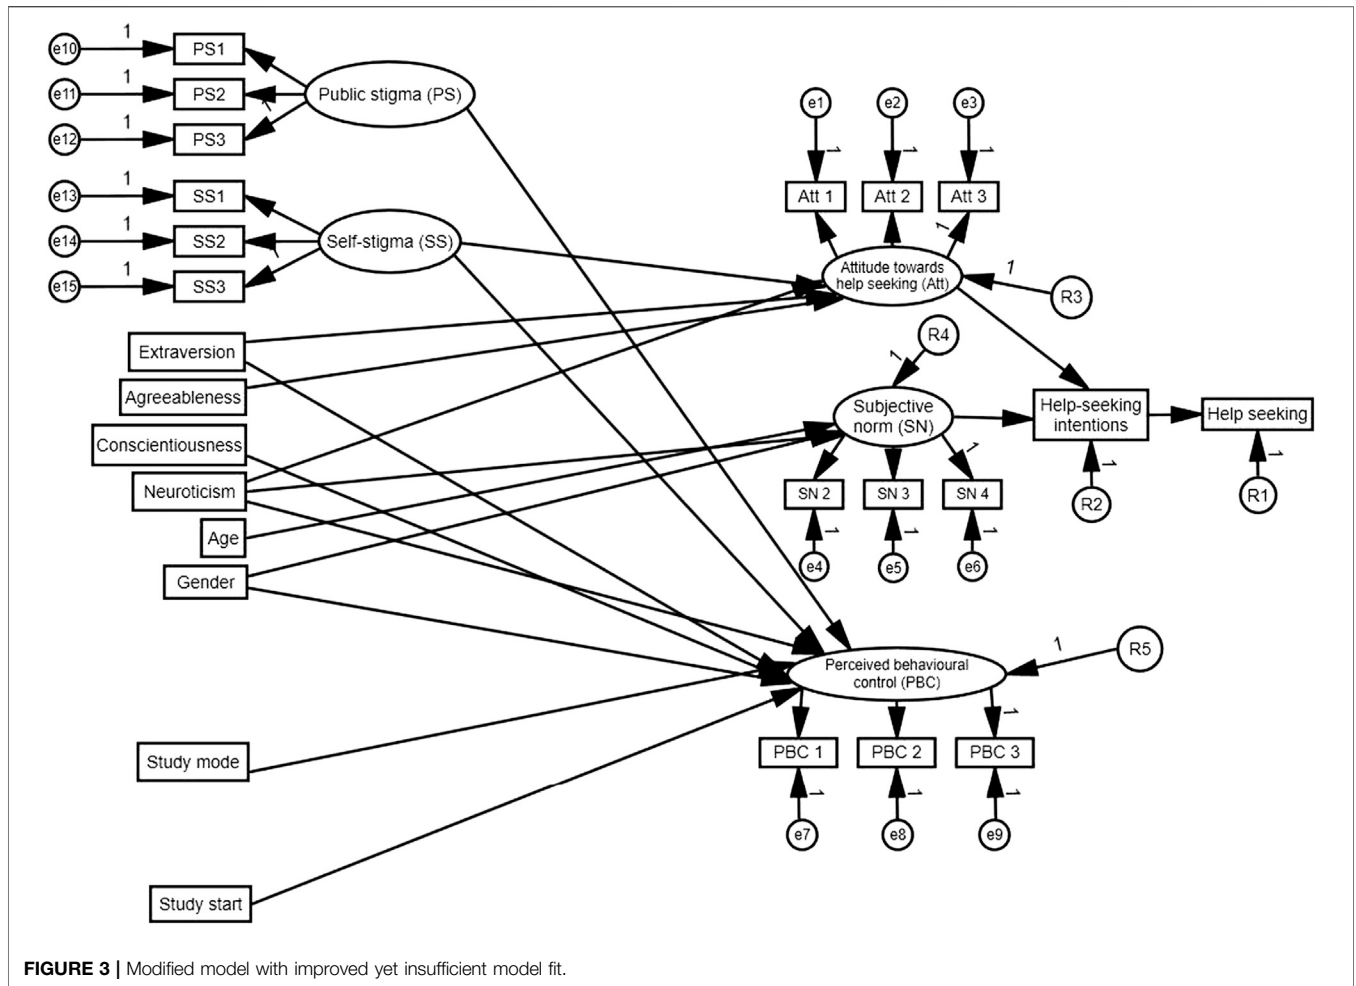 e10 1 PS1
e11 1 PS2
e12 1 PS3
Public stigma (PS)
1
e13 1 SS1
e14 1 SS2
e15 1 SS3
Self-stigma (SS)
Extraversion
Agreeableness
Conscientiousness
Neuroticism
Age
Gender
Study mode
Study start
e1 e2 e3
1 1 1
Att 1 Att 2 Att 3
1
Attitude towards
help seeking (Att)
1
R3
R4
1
Subjective
norm (SN)
1
SN 2 SN 3 SN 4
1 1 1
e4 e5 e6
Help-seeking
intentions
1
R2
Help seeking
1
R1
Perceived behavioural
control (PBC)
1
R5
1
PBC 1 PBC 2 PBC 3
1 1 1
e7 e8 e9
FIGURE 3 | Modified model with improved yet insufficient model fit.